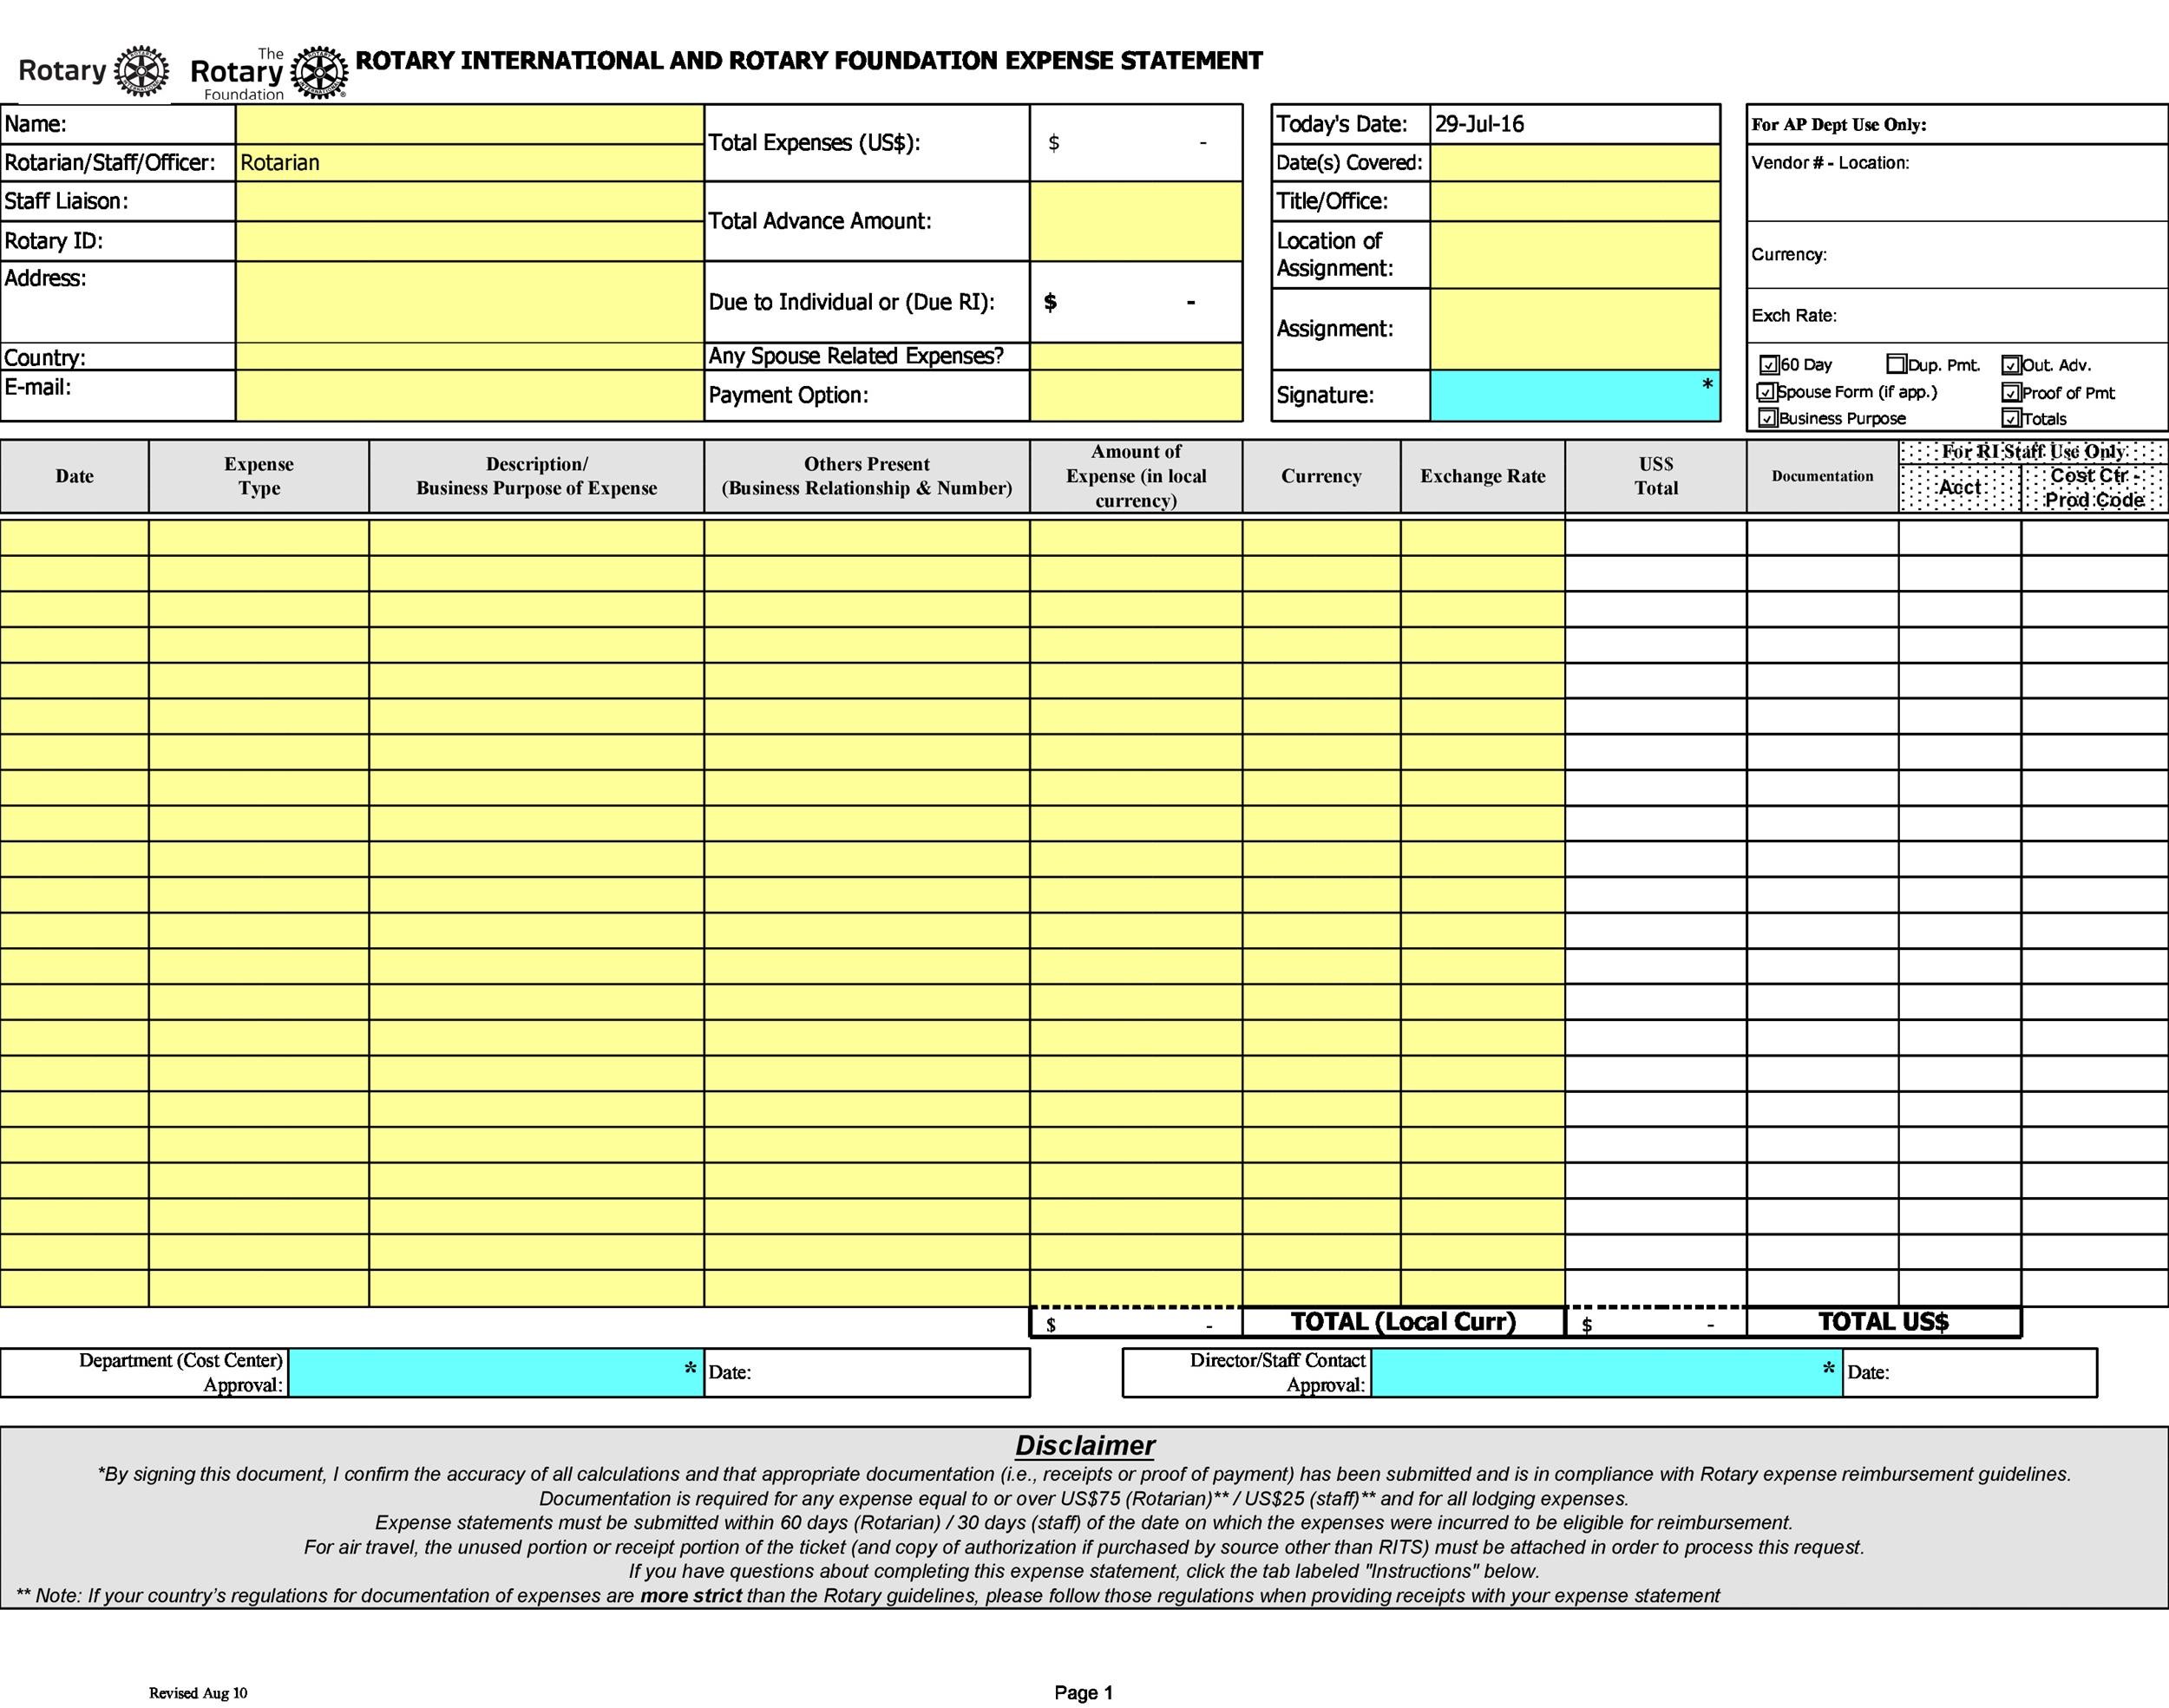 Rotary
The
Rotary
Foundation
ROTARY INTERNATIONAL AND ROTARY FOUNDATION EXPENSE STATEMENT
Name:
Rotarian/Staff/Officer: Rotarian
Staff Liaison:
Rotary ID:
Address:
Country:
E-mail:
Total Expenses (US$): $ -
Total Advance Amount:
Due to Individual or (Due RI): $ -
Any Spouse Related Expenses?
Payment Option:
Today's Date: 29-Jul-16
Date(s) Covered:
Title/Office:
Location of
Assignment:
Assignment:
Signature: *
For AP Dept Use Only:
Vendor # - Location:
Currency:
Exch Rate:
60 Day Dup. Pmt. Out. Adv.
Spouse Form (if app.) Proof of Pmt
Business Purpose Totals
Date
Expense
Type
Description/
Business Purpose of Expense
Others Present
(Business Relationship & Number)
Amount of
Expense (in local
currency)
Currency
Exchange Rate
US$
Total
Documentation
For RI Staff Use Only
Acct
Cost Ctr -
Prod Code
$ - TOTAL (Local Curr) $ - TOTAL US$
Department (Cost Center)
Approval: * Date:
Director/Staff Contact
Approval: * Date:
Disclaimer
*By signing this document, I confirm the accuracy of all calculations and that appropriate documentation (i.e., receipts or proof of payment) has been submitted and is in compliance with Rotary expense reimbursement guidelines.
Documentation is required for any expense equal to or over US$75 (Rotarian)** / US$25 (staff)** and for all lodging expenses.
Expense statements must be submitted within 60 days (Rotarian) / 30 days (staff) of the date on which the expenses were incurred to be eligible for reimbursement.
For air travel, the unused portion or receipt portion of the ticket (and copy of authorization if purchased by source other than RITS) must be attached in order to process this request.
If you have questions about completing this expense statement, click the tab labeled "Instructions" below.
** Note: If your country's regulations for documentation of expenses are more strict than the Rotary guidelines, please follow those regulations when providing receipts with your expense statement
Revised Aug 10
Page 1